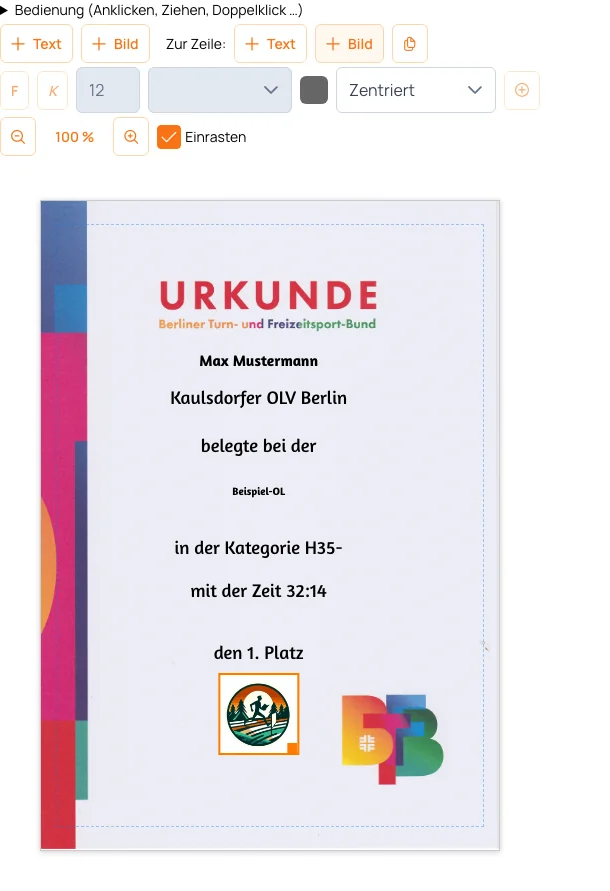 Bedienung (Anklicken, Ziehen, Doppelklick ...)
Text
Bild
Zur Zeile:
Text
Bild
F
K
12
Zentriert
100 %
Einrasten
URKUNDE
Berliner Turn- und Freizeitsport-Bund
Max Mustermann
Kaulsdorfer OLV Berlin
belegte bei der
Beispiel-OL
in der Kategorie H35-
mit der Zeit 32:14
den 1. Platz
BTB